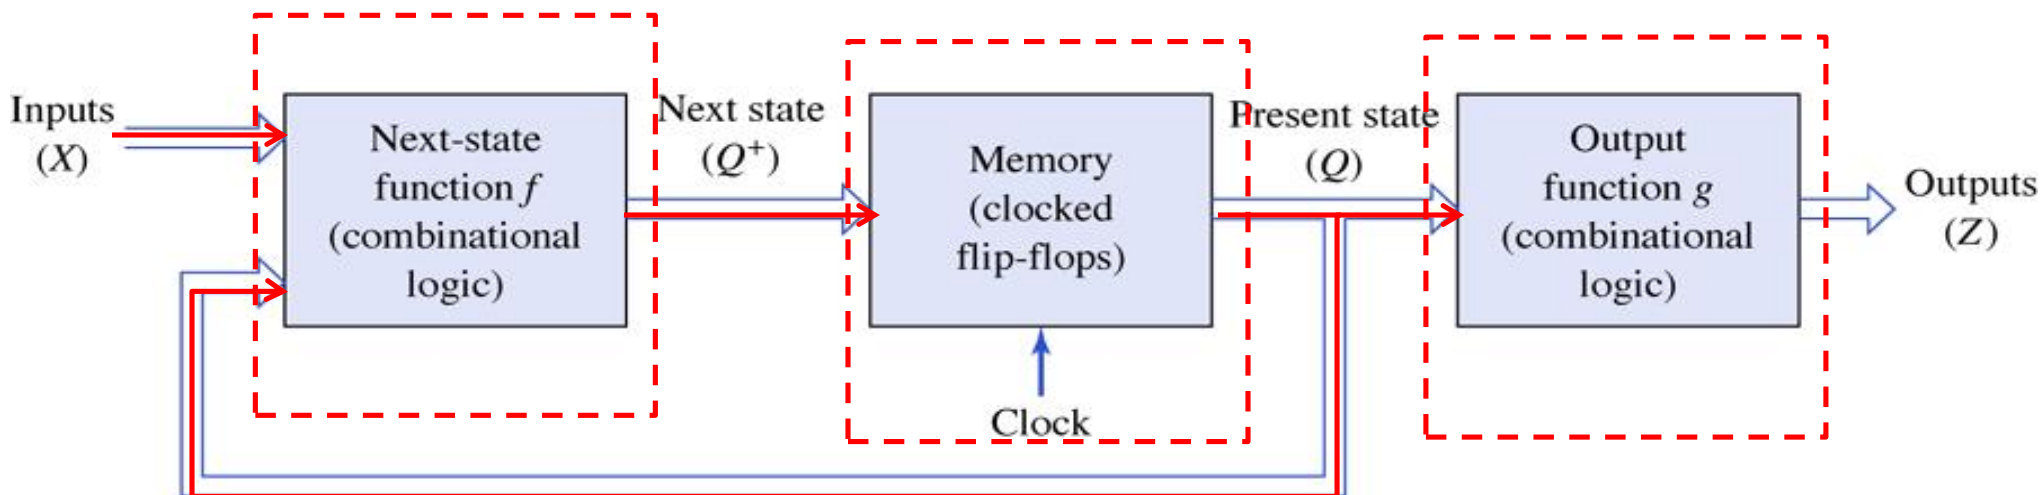 Inputs
(X)
Next-state
function f
(combinational
logic)
Next state
(Q⁺)
Memory
(clocked
flip-flops)
Clock
Present state
(Q)
Output
function g
(combinational
logic)
Outputs
(Z)